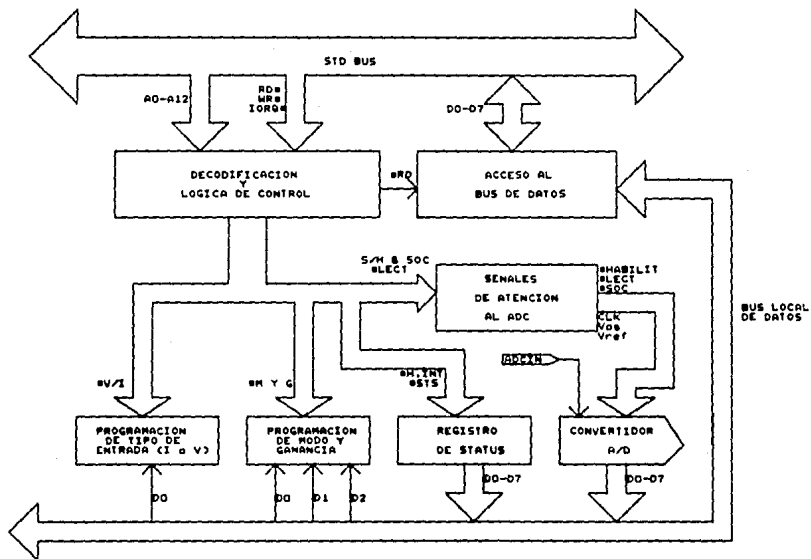 STD BUS
A0-A12
RD*
WR*
IORQ*
D0-D7
DECODIFICACION
Y
LOGICA DE CONTROL
*RD
ACCESO AL
BUS DE DATOS
S/H & SOC
*LECT
SENALES
DE ATENCION
AL ADC
*HABILIT
*LECT
*SOC
CLK
Vos
Vref
BUS LOCAL
DE DATOS
ADCIN
*V/I
*M Y G
*H.INT
*STS
PROGRAMACION
DE TIPO DE
ENTRADA (I o V)
PROGRAMACION
DE MODO Y
GANANCIA
REGISTRO
DE STATUS
CONVERTIDOR
A/D
D0
D0
D1
D2
D0-D7
D0-D7